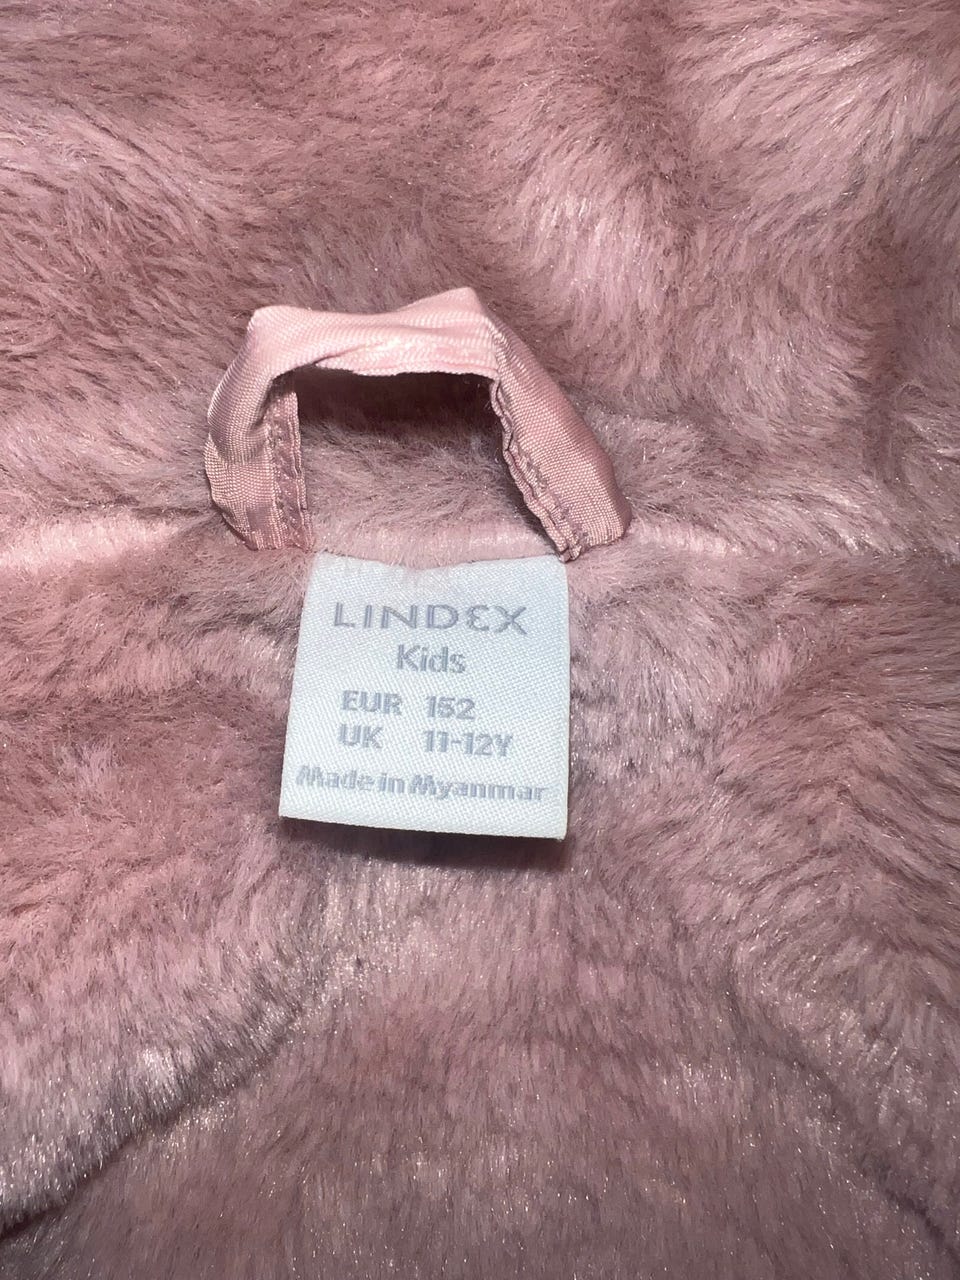 LINDEX
Kids
EUR 152
UK 11-12Y
Made in Myanmar